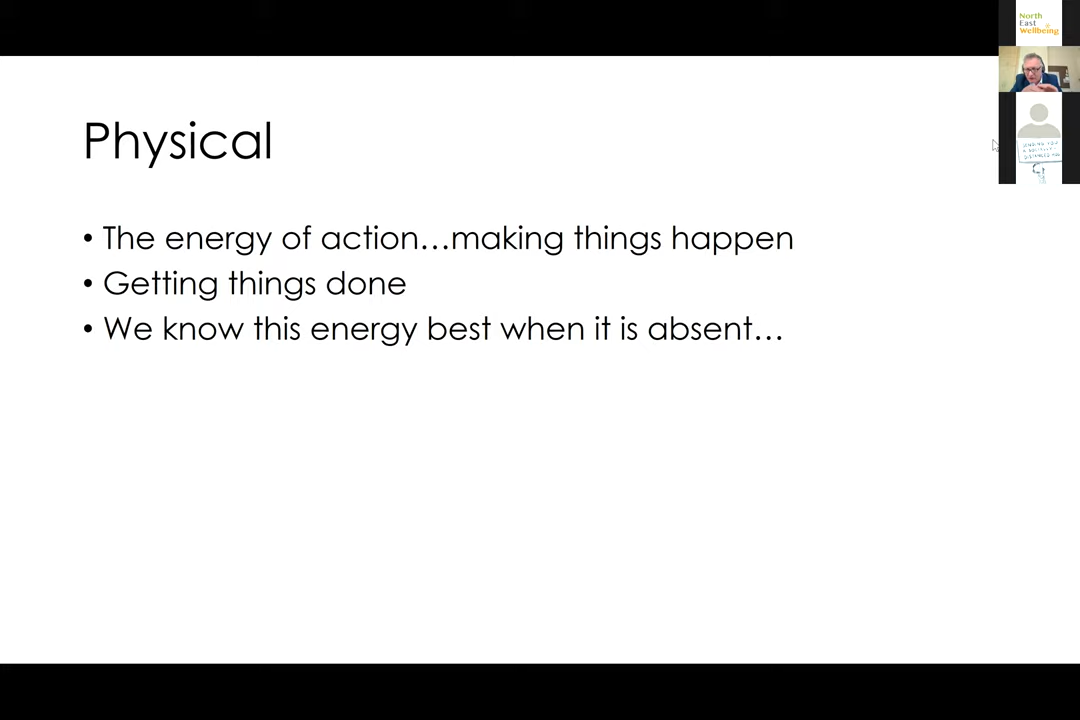 North
East
Wellbeing
Physical
• The energy of action…making things happen
• Getting things done
• We know this energy best when it is absent…